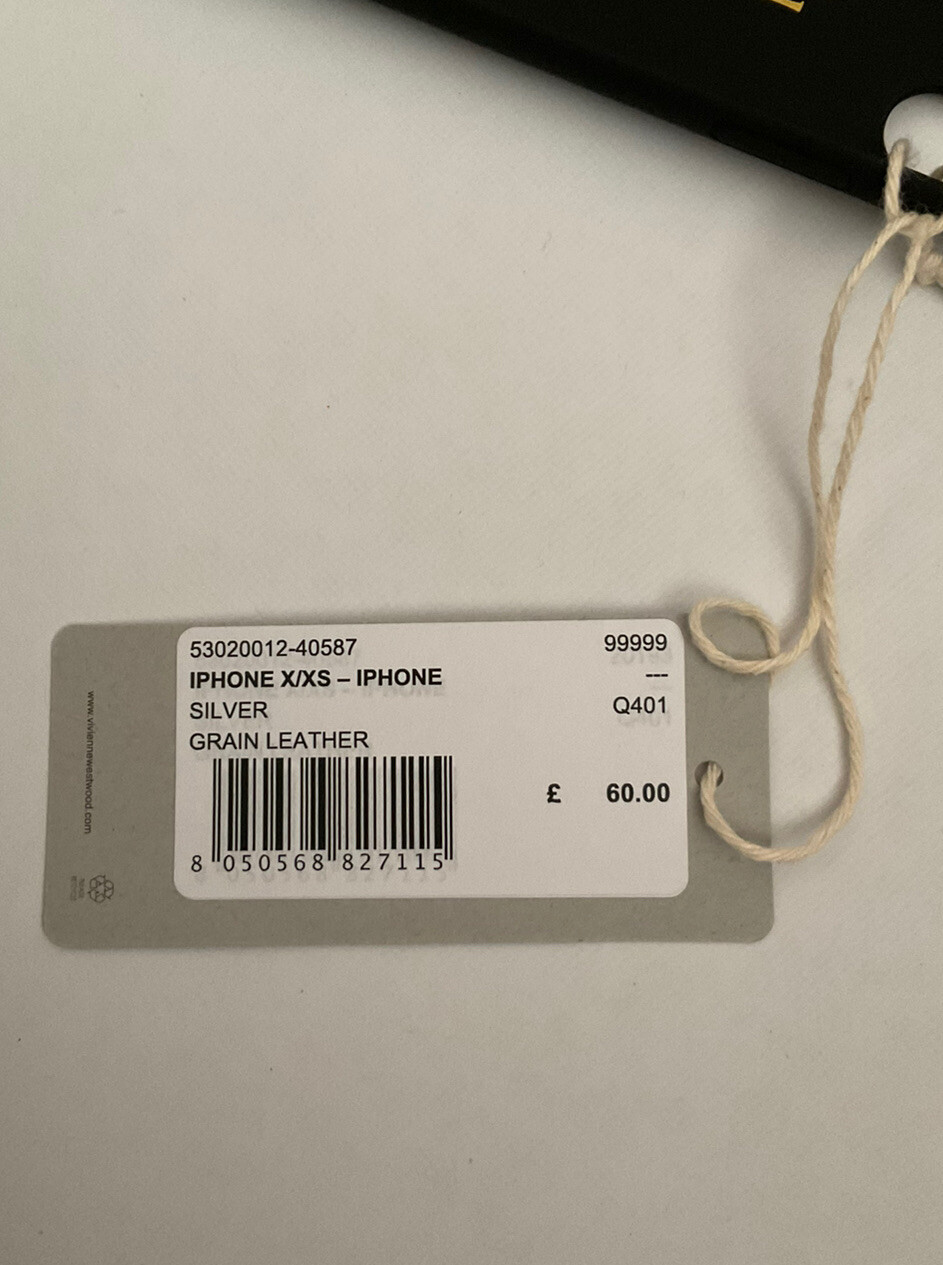 53020012-40587 99999
IPHONE X/XS – IPHONE ---
SILVER Q401
GRAIN LEATHER
£ 60.00
8 050568 827115
www.viviennewestwood.com